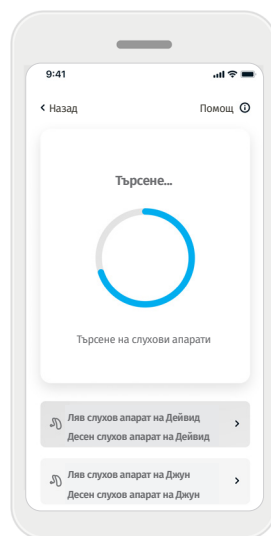 9:41
Назад
Помощ
Търсене...
Търсене на слухови апарати
Ляв слухов апарат на Дейвид
Десен слухов апарат на Дейвид
Ляв слухов апарат на Джун
Десен слухов апарат на Джун